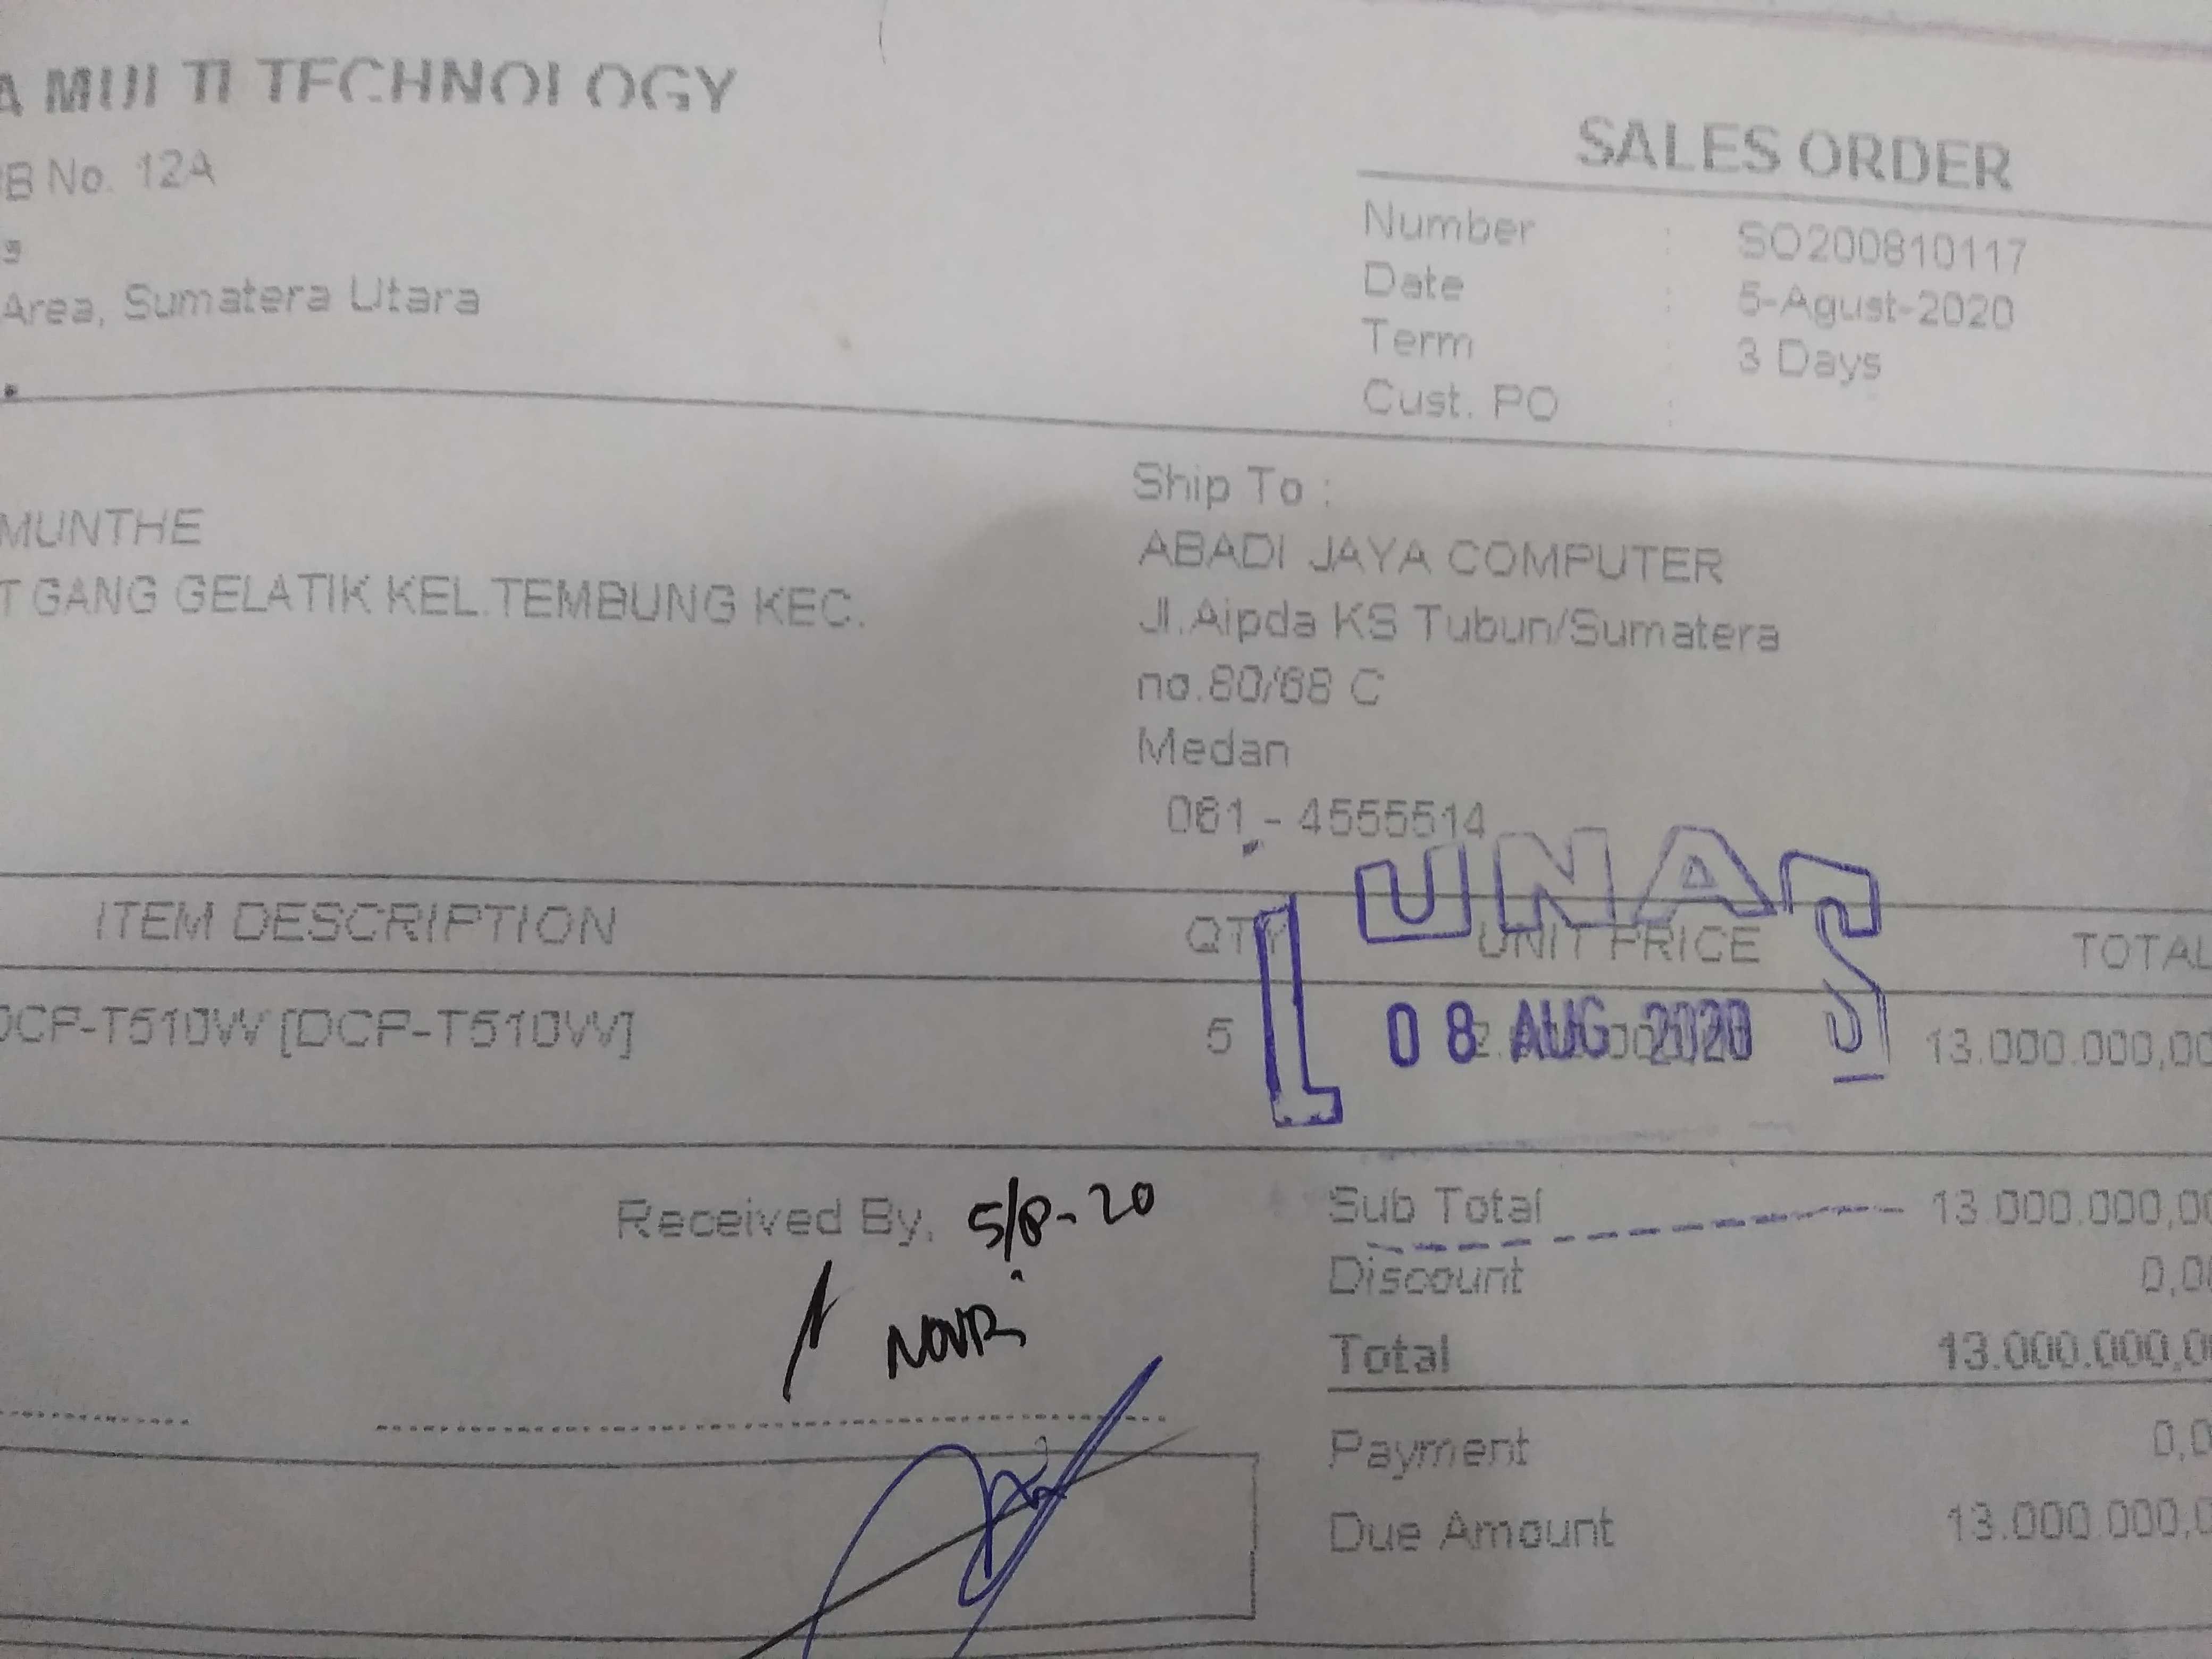 A MULTI TECHNOLOGY
B No. 12A
Area, Sumatera Utara
SALES ORDER
Number : SO200810117
Date : 5-Agust-2020
Term : 3 Days
Cust. PO :
MUNTHE
T GANG GELATIK KEL.TEMBUNG KEC.
Ship To :
ABADI JAYA COMPUTER
Jl.Aipda KS Tubun/Sumatera
no.80/68 C
Medan
061 - 4555514
LUNAS
08 AUG 2020
ITEM DESCRIPTION QTY UNIT PRICE TOTAL
DCP-T510W [DCP-T510W] 5 13.000.000,00
Received By, 5/8-20
NOVR
Sub Total 13.000.000,00
Discount 0,00
Total 13.000.000,0
Payment 0,0
Due Amount 13.000.000,0